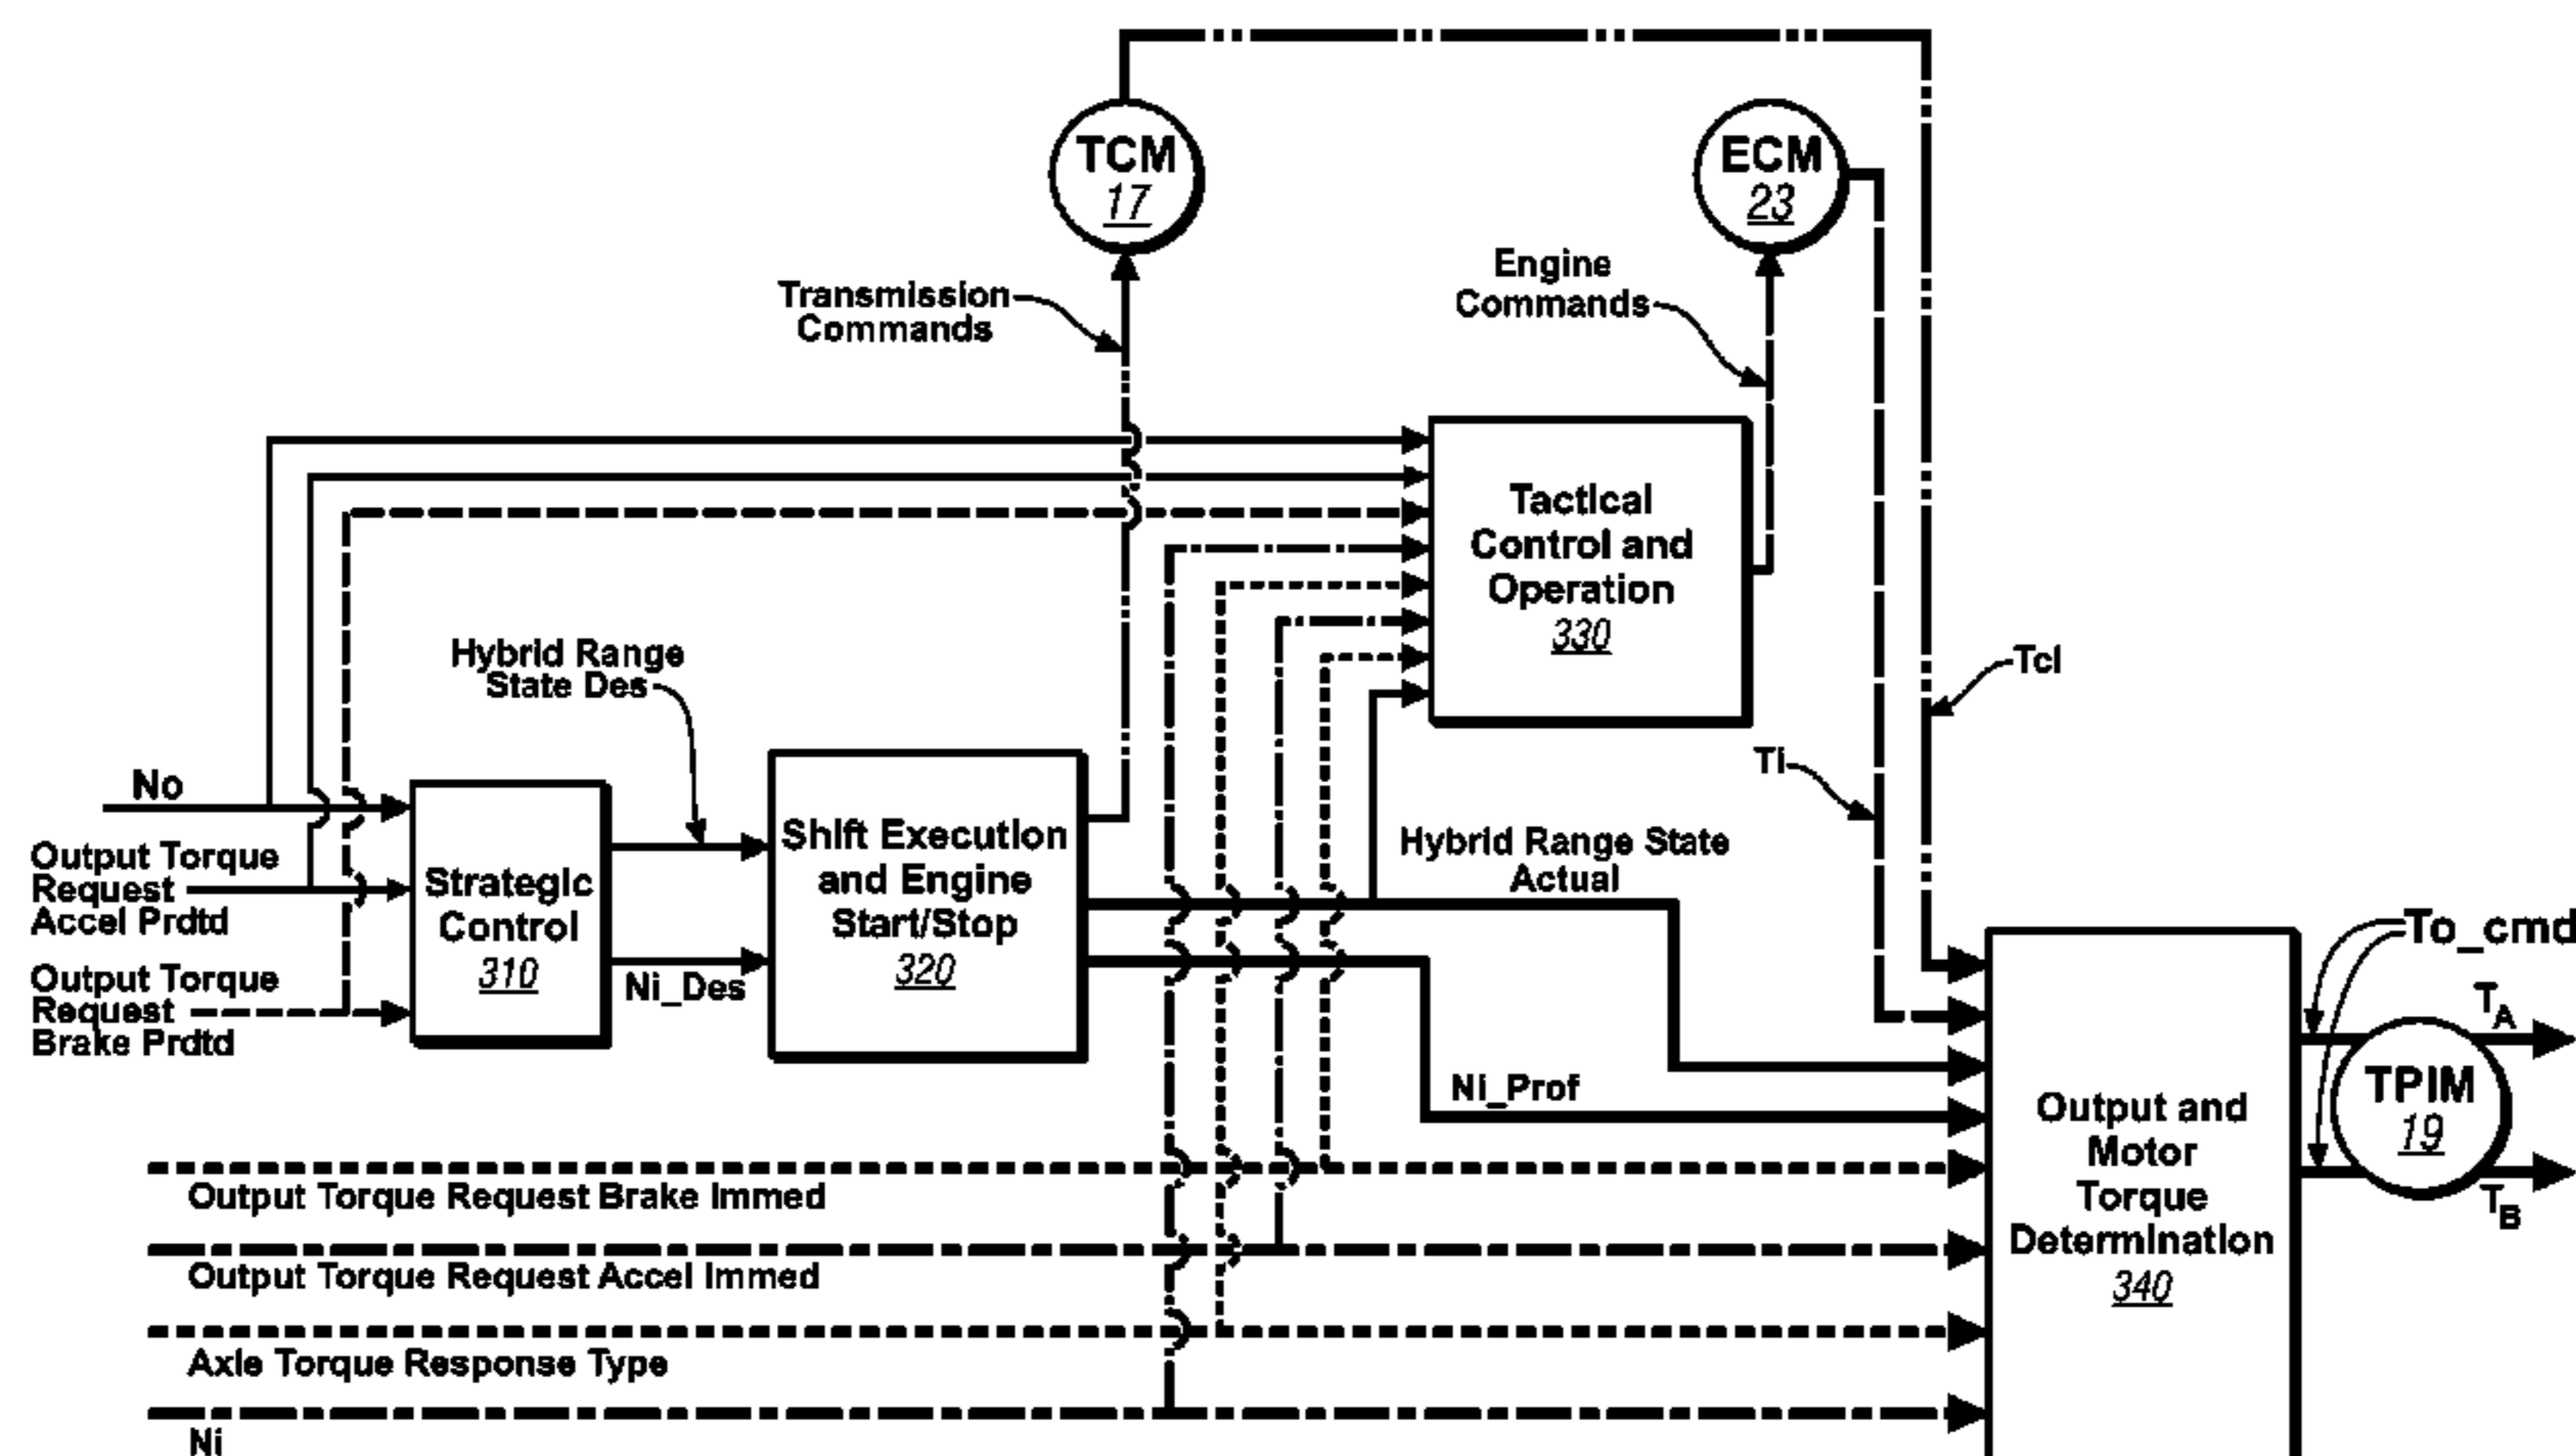 TCM
17
ECM
23
Transmission
Commands
Engine
Commands
Tactical
Control and
Operation
330
Hybrid Range
State Des
Tcl
Ti
No
Output Torque
Request
Accel Prdtd
Output Torque
Request
Brake Prdtd
Strategic
Control
310
Ni_Des
Shift Execution
and Engine
Start/Stop
320
Hybrid Range State
Actual
Ni_Prof
To_cmd
TA
TPIM
19
TB
Output and
Motor
Torque
Determination
340
Output Torque Request Brake Immed
Output Torque Request Accel Immed
Axle Torque Response Type
Ni